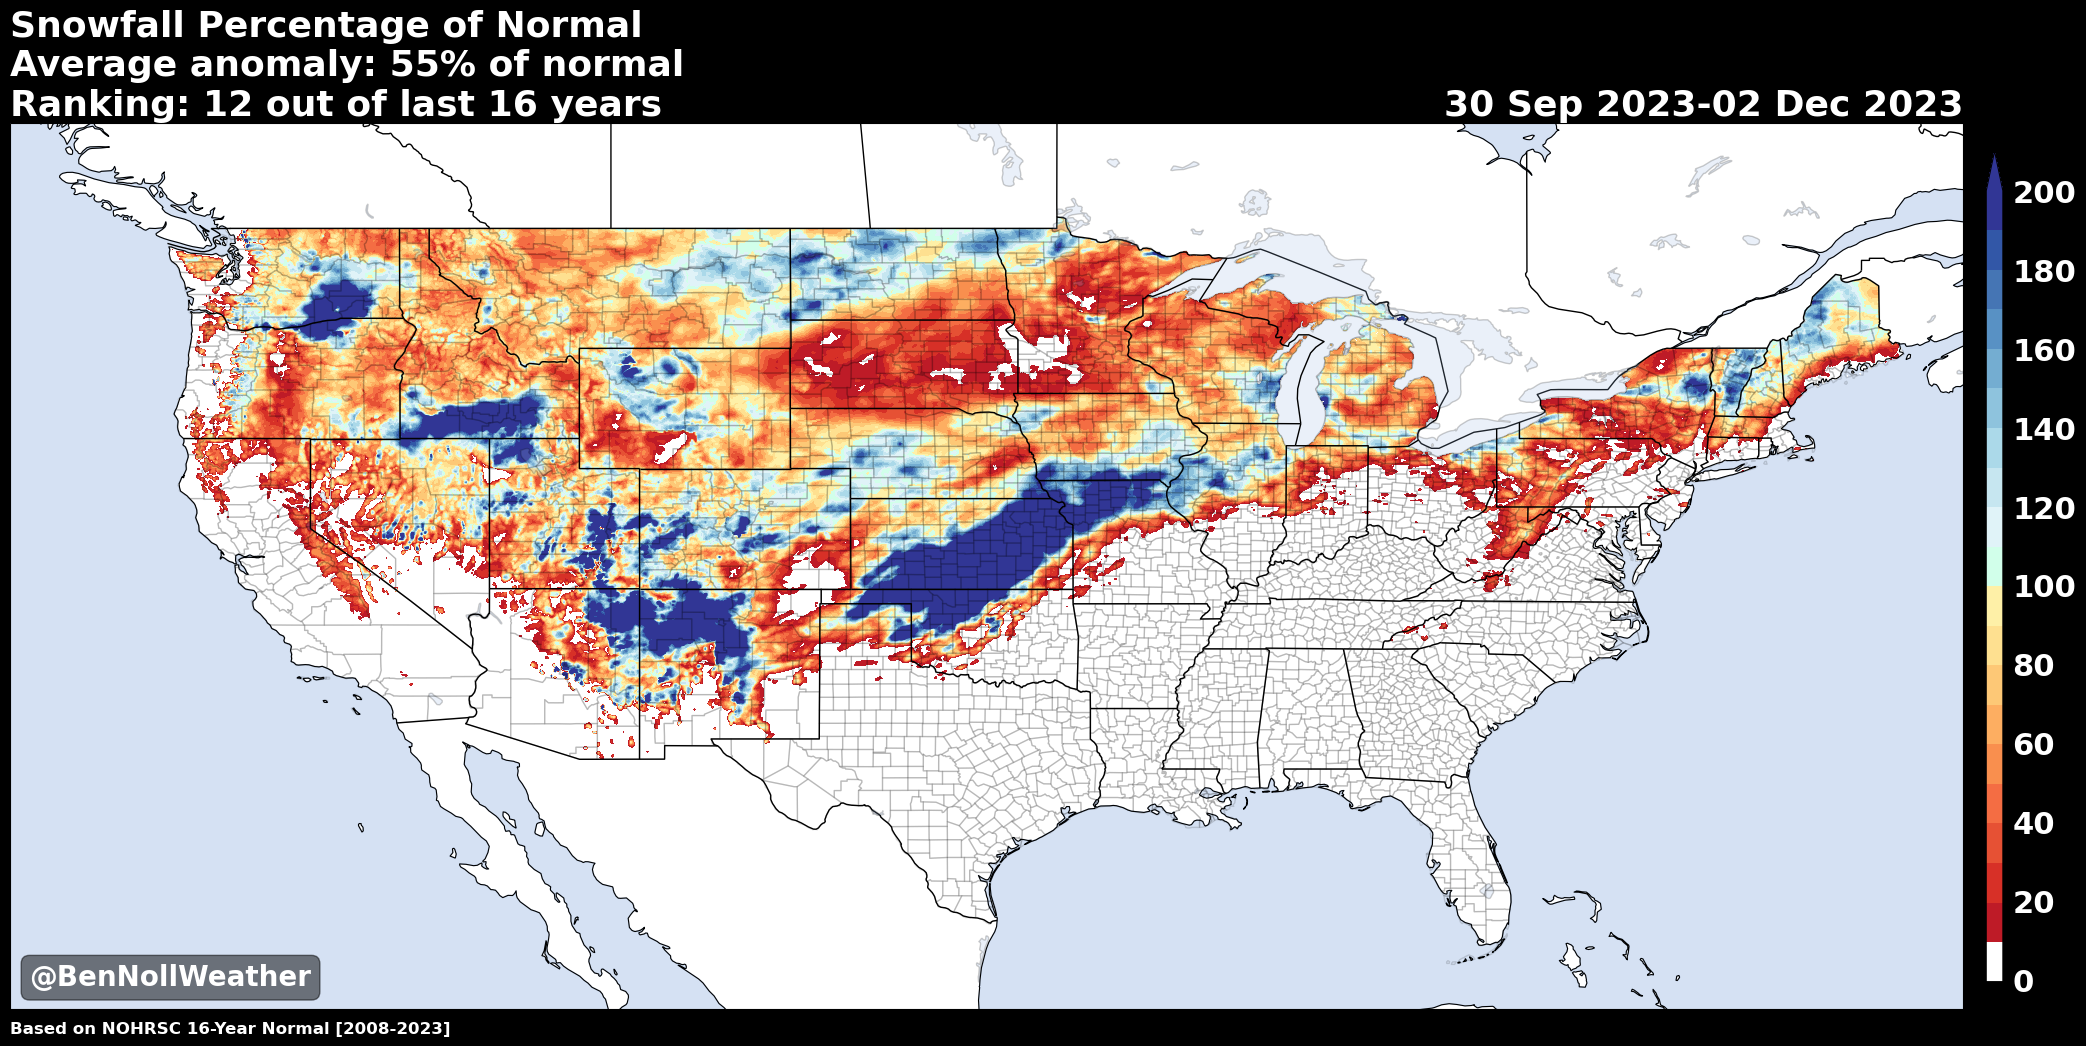 Snowfall Percentage of Normal
Average anomaly: 55% of normal
Ranking: 12 out of last 16 years
30 Sep 2023-02 Dec 2023
200
180
160
140
120
100
80
60
40
20
0
@BenNollWeather
Based on NOHRSC 16-Year Normal [2008-2023]